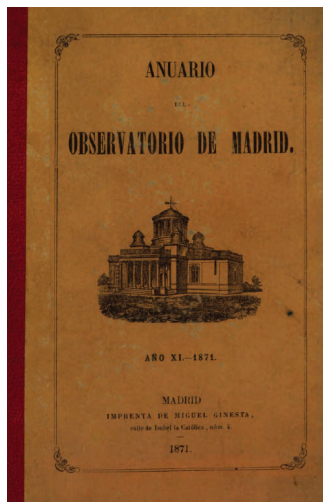 ANUARIO
DEL
OBSERVATORIO DE MADRID.
AÑO XI.—1871.
MADRID
IMPRENTA DE MIGUEL GINESTA,
calle de Isabel la Católica, núm. 4.
1871.